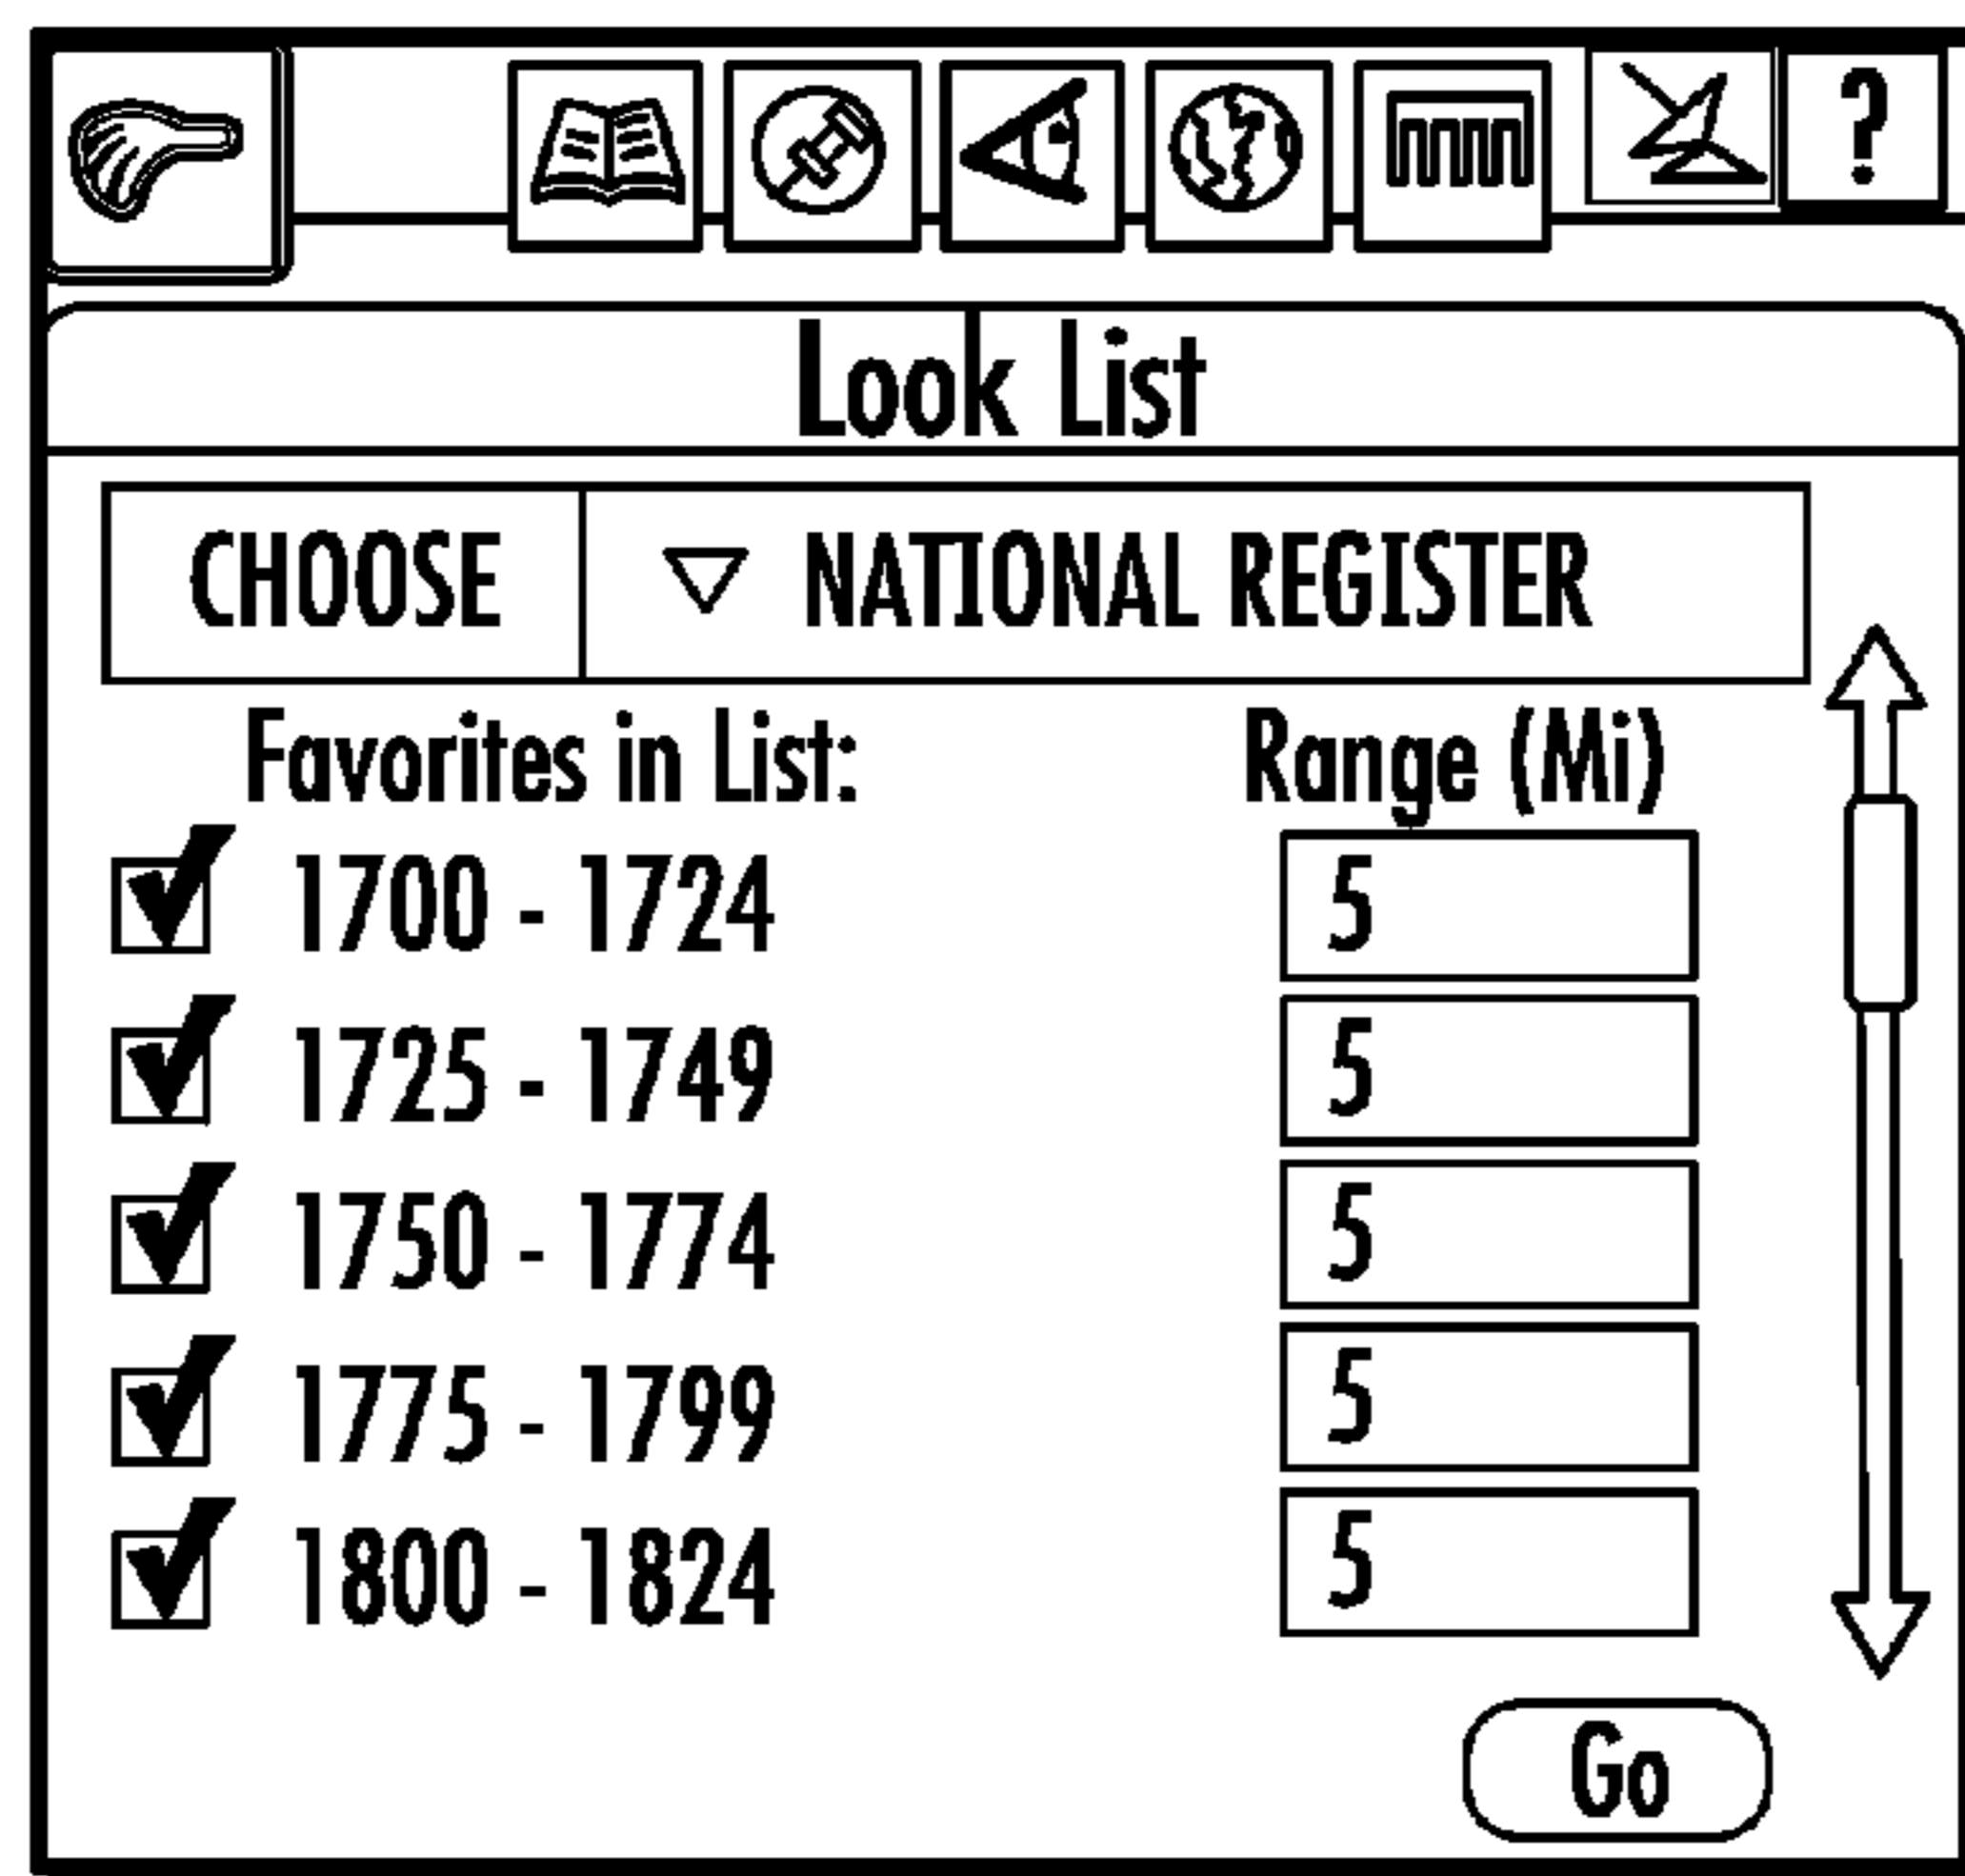 ?
Look List
CHOOSE ▽ NATIONAL REGISTER
Favorites in List: Range (Mi)
1700 - 1724 5
1725 - 1749 5
1750 - 1774 5
1775 - 1799 5
1800 - 1824 5
Go